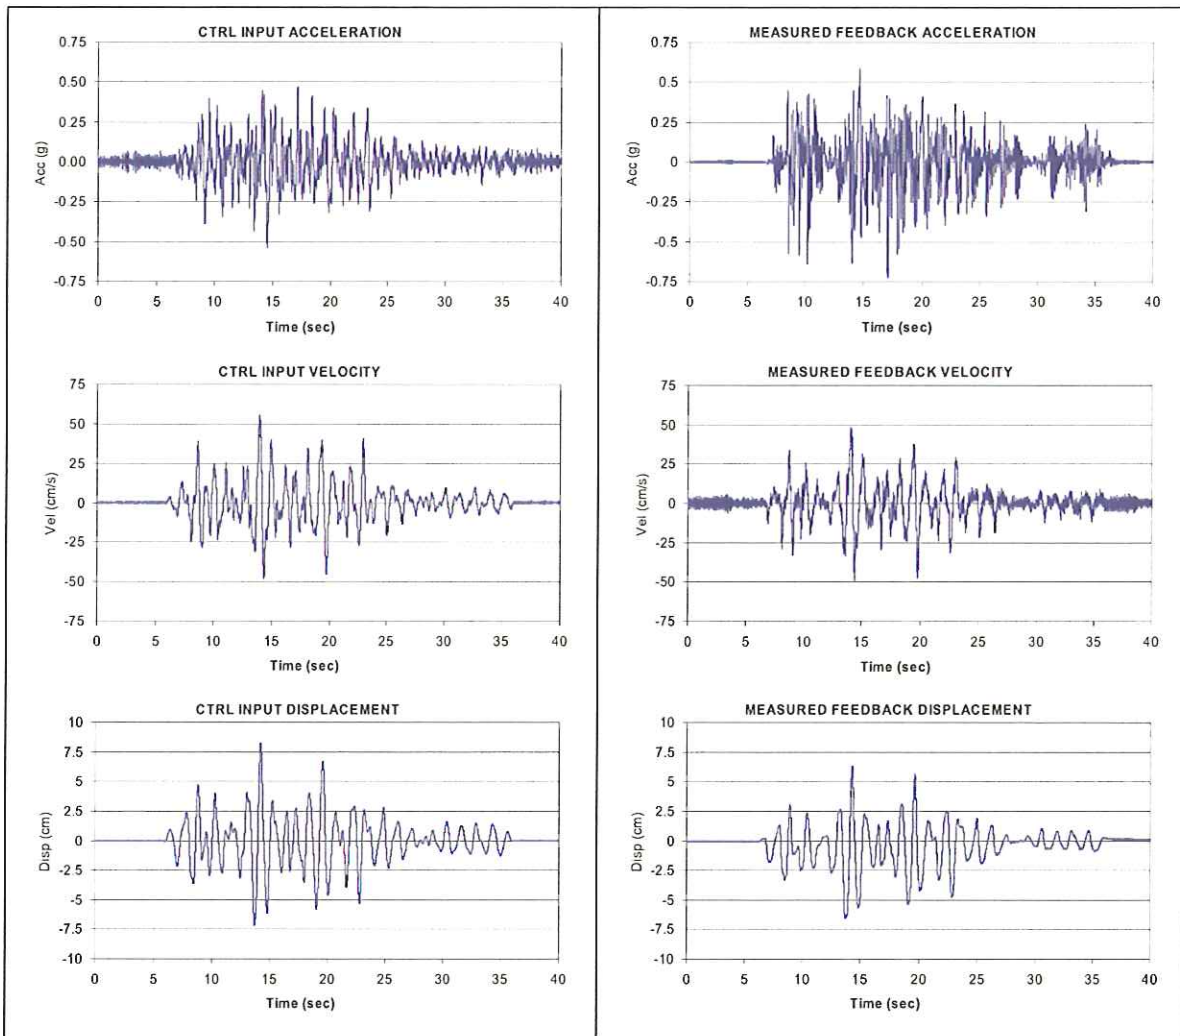 CTRL INPUT ACCELERATION
0.75
0.50
0.25
0.00
-0.25
-0.50
-0.75
Acc (g)
0 5 10 15 20 25 30 35 40
Time (sec)
CTRL INPUT VELOCITY
75
50
25
0
-25
-50
-75
Vel (cm/s)
0 5 10 15 20 25 30 35 40
Time (sec)
CTRL INPUT DISPLACEMENT
10
7.5
5
2.5
0
-2.5
-5
-7.5
-10
Disp (cm)
0 5 10 15 20 25 30 35 40
Time (sec)
MEASURED FEEDBACK ACCELERATION
0.75
0.5
0.25
0
-0.25
-0.5
-0.75
Acc (g)
0 5 10 15 20 25 30 35 40
Time (sec)
MEASURED FEEDBACK VELOCITY
75
50
25
0
-25
-50
-75
Vel (cm/s)
0 5 10 15 20 25 30 35 40
Time (sec)
MEASURED FEEDBACK DISPLACEMENT
10
7.5
5
2.5
0
-2.5
-5
-7.5
-10
Disp (cm)
0 5 10 15 20 25 30 35 40
Time (sec)